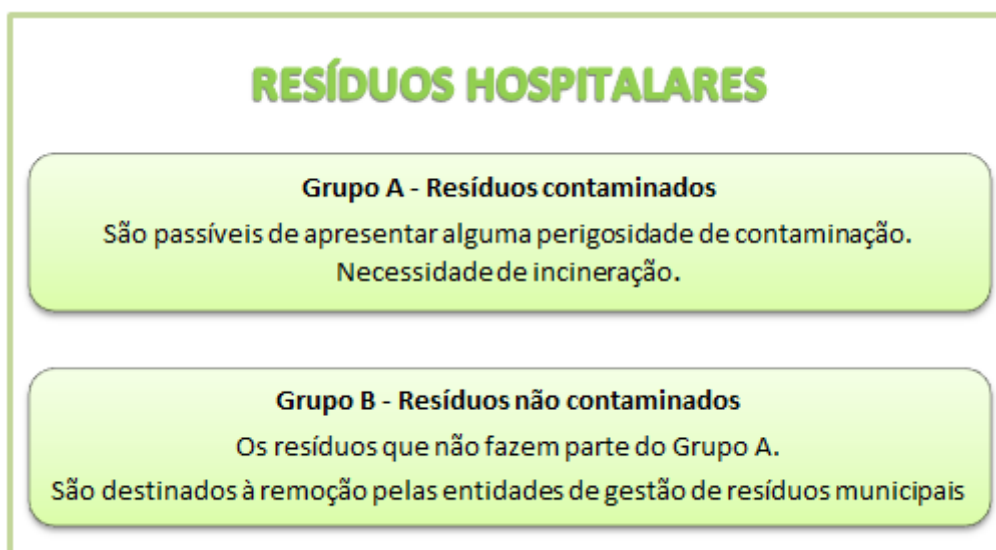 RESÍDUOS HOSPITALARES
Grupo A - Resíduos contaminados
São passíveis de apresentar alguma perigosidade de contaminação.
Necessidade de incineração.
Grupo B - Resíduos não contaminados
Os resíduos que não fazem parte do Grupo A.
São destinados à remoção pelas entidades de gestão de resíduos municipais